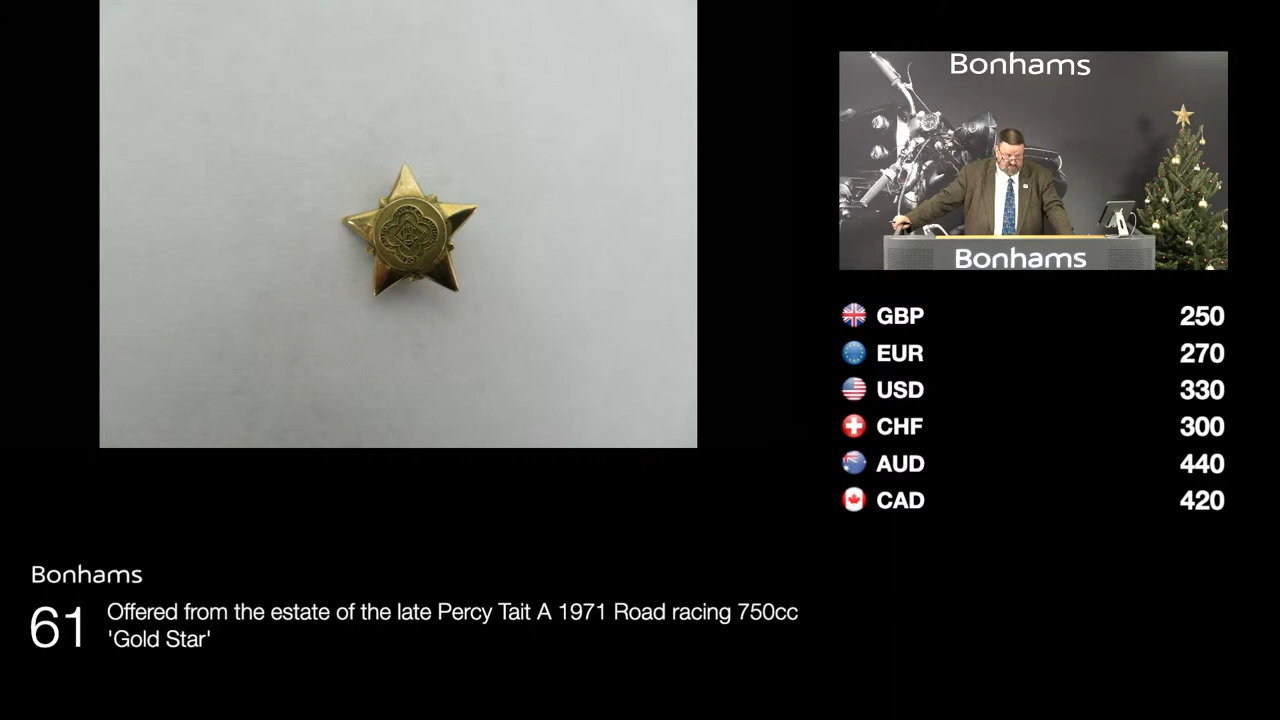 Bonhams
Bonhams
GBP 250
EUR 270
USD 330
CHF 300
AUD 440
CAD 420
Bonhams
61
Offered from the estate of the late Percy Tait A 1971 Road racing 750cc
'Gold Star'